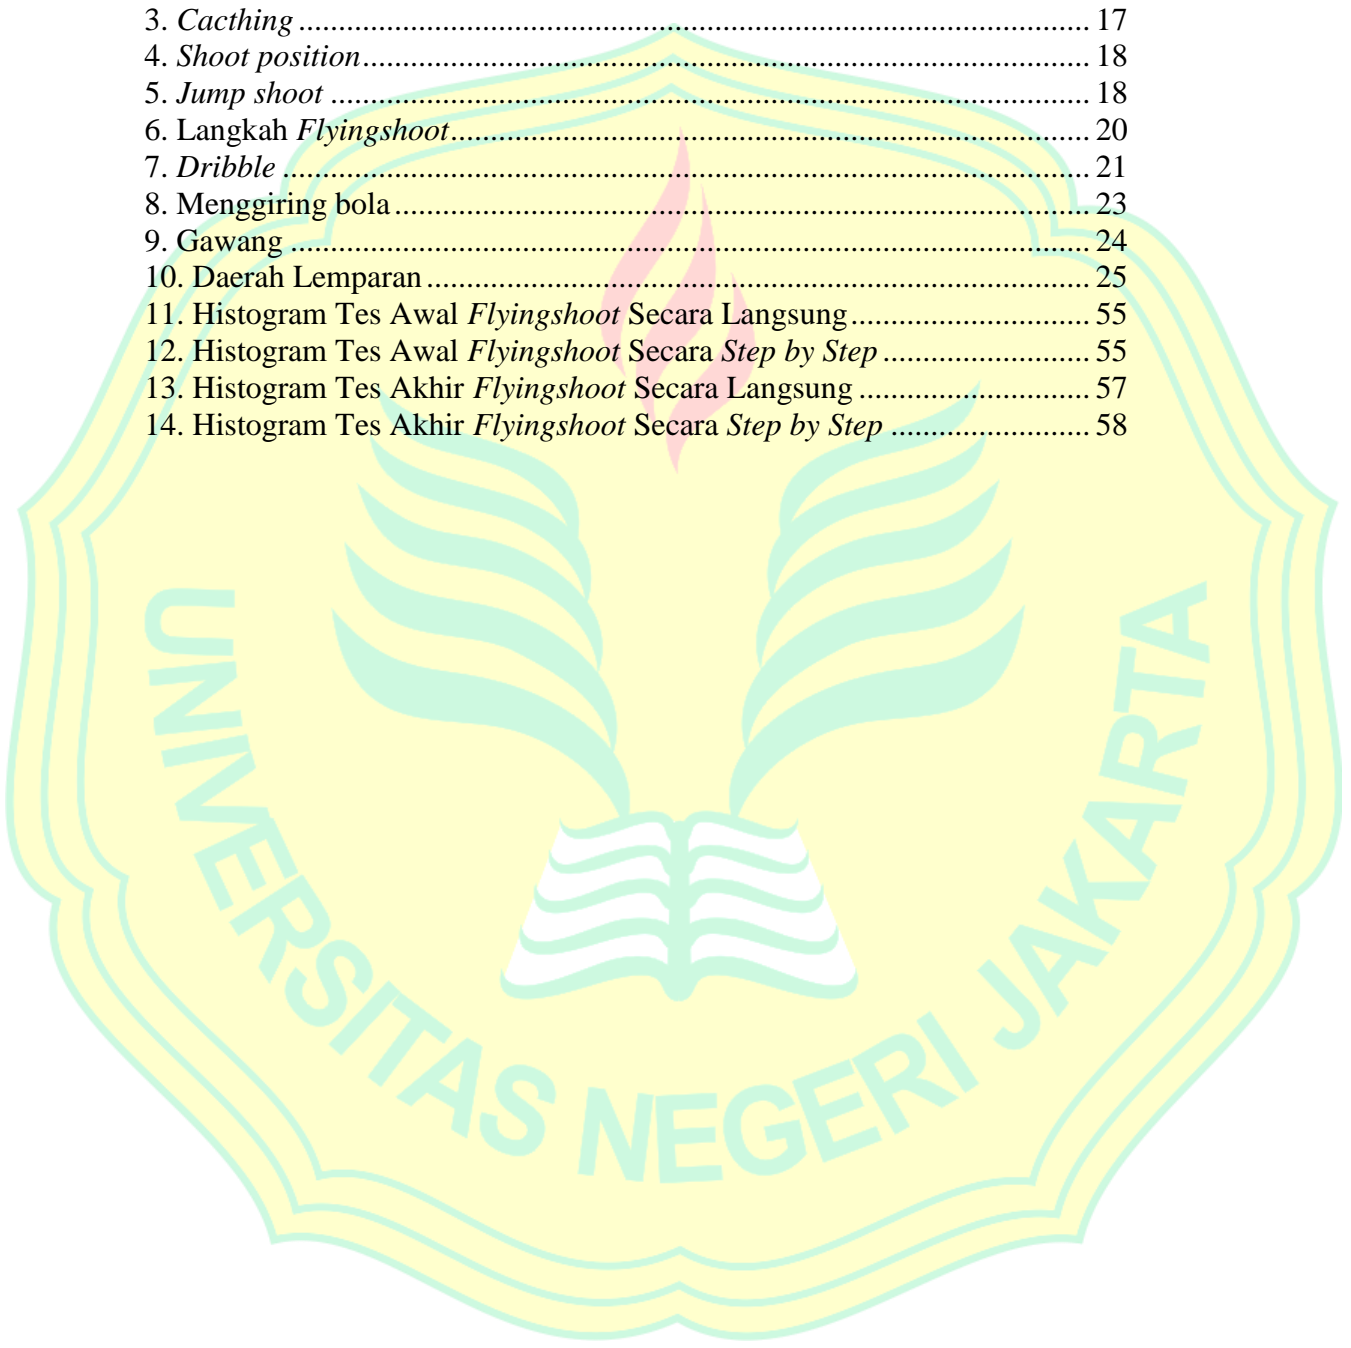 3. Cacthing ........................................................................................................ 17
4. Shoot position ................................................................................................ 18
5. Jump shoot .................................................................................................... 18
6. Langkah Flyingshoot ..................................................................................... 20
7. Dribble .......................................................................................................... 21
8. Menggiring bola ............................................................................................ 23
9. Gawang ......................................................................................................... 24
10. Daerah Lemparan ........................................................................................ 25
11. Histogram Tes Awal Flyingshoot Secara Langsung .............................. 55
12. Histogram Tes Awal Flyingshoot Secara Step by Step .......................... 55
13. Histogram Tes Akhir Flyingshoot Secara Langsung ............................. 57
14. Histogram Tes Akhir Flyingshoot Secara Step by Step ......................... 58
UNIVERSITAS NEGERI JAKARTA